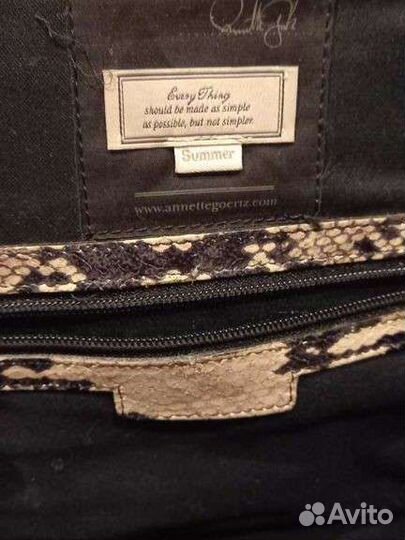 Every Thing
should be made as simple
as possible, but not simpler.
Summer
www.annettegoertz.com
Avito